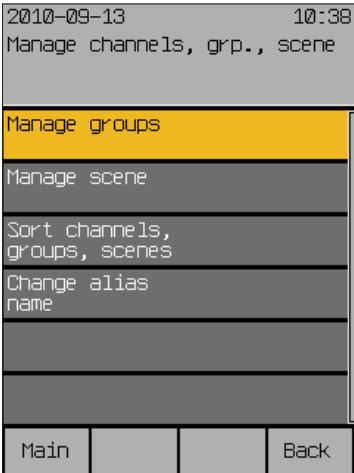 2010-09-13 10:38
Manage channels, grp., scene
Manage groups
Manage scene
Sort channels,
groups, scenes
Change alias
name
Main Back